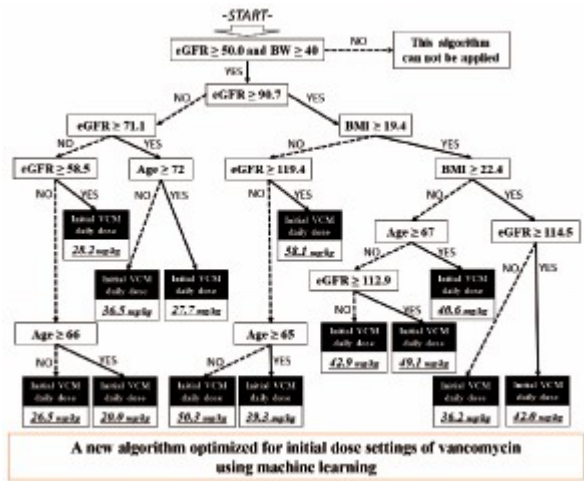 -START-
eGFR ≥ 50.0 and BW ≥ 40
NO
This algorithm
can not be applied
YES
eGFR ≥ 90.7
NO
YES
eGFR ≥ 71.1
BMI ≥ 19.4
NO
YES
NO
YES
eGFR ≥ 58.5
Age ≥ 72
eGFR ≥ 119.4
BMI ≥ 22.4
NO
YES
NO
YES
NO
YES
NO
YES
Initial VCM
daily dose
28.2 mg/kg
Initial VCM
daily dose
58.1 mg/kg
Age ≥ 67
eGFR ≥ 114.5
NO
YES
NO
YES
Initial VCM
daily dose
36.5 mg/kg
Initial VCM
daily dose
27.7 mg/kg
eGFR ≥ 112.9
Initial VCM
daily dose
40.6 mg/kg
NO
YES
Age ≥ 66
Age ≥ 65
Initial VCM
daily dose
42.9 mg/kg
Initial VCM
daily dose
49.1 mg/kg
NO
YES
NO
YES
Initial VCM
daily dose
26.5 mg/kg
Initial VCM
daily dose
20.0 mg/kg
Initial VCM
daily dose
50.3 mg/kg
Initial VCM
daily dose
39.3 mg/kg
Initial VCM
daily dose
36.2 mg/kg
Initial VCM
daily dose
42.0 mg/kg
A new algorithm optimized for initial dose settings of vancomycin
using machine learning